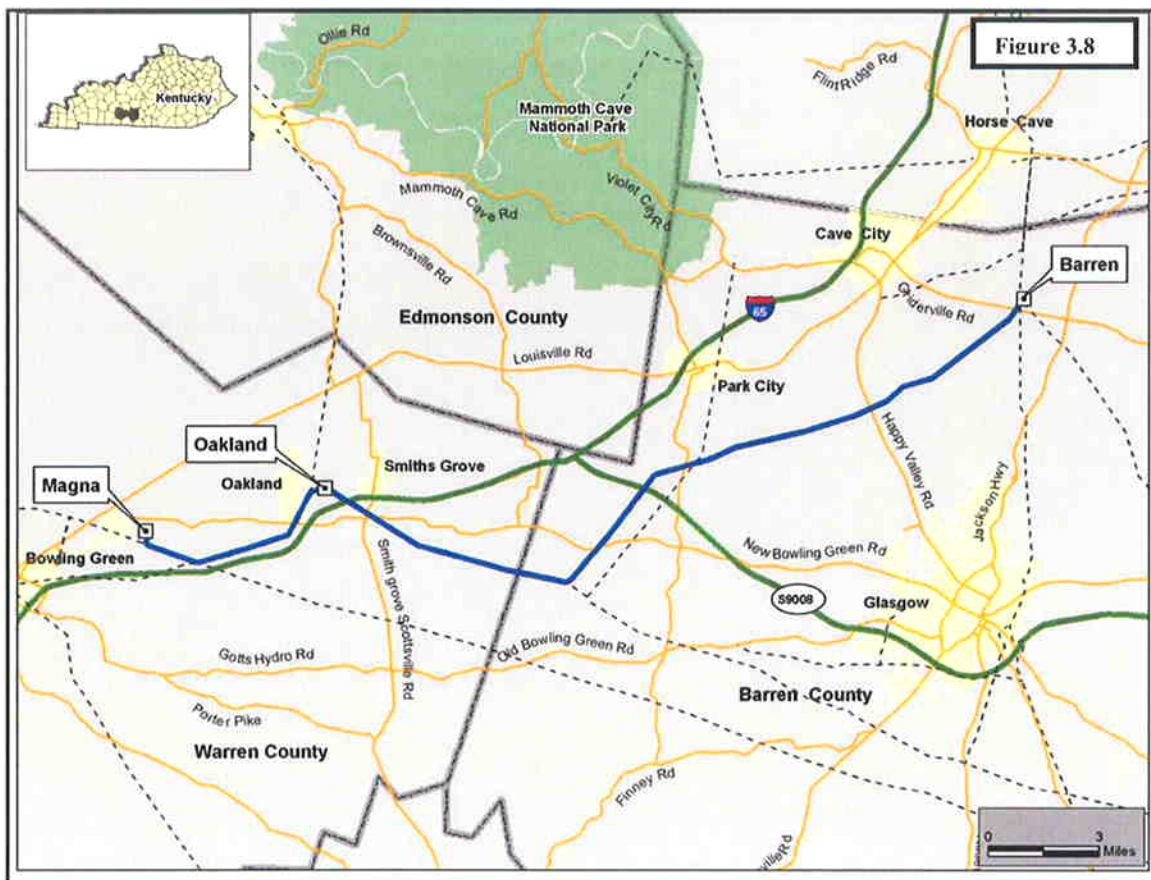 Figure 3.8
Kentucky
Ollie Rd
Flint Ridge Rd
Mammoth Cave
National Park
Horse Cave
Mammoth Cave Rd
Violet City Rd
Brownsville Rd
Cave City
Barren
Griderville Rd
65
Edmonson County
Louisville Rd
Park City
Happy Valley Rd
Oakland
Smiths Grove
Oakland
Magna
Jackson Hwy
Bowling Green
New Bowling Green Rd
S9008
Glasgow
Smith grove Scottsville Rd
Gotts Hydro Rd
Old Bowling Green Rd
Barren County
Porter Pike
Warren County
Finney Rd
0 3
Miles